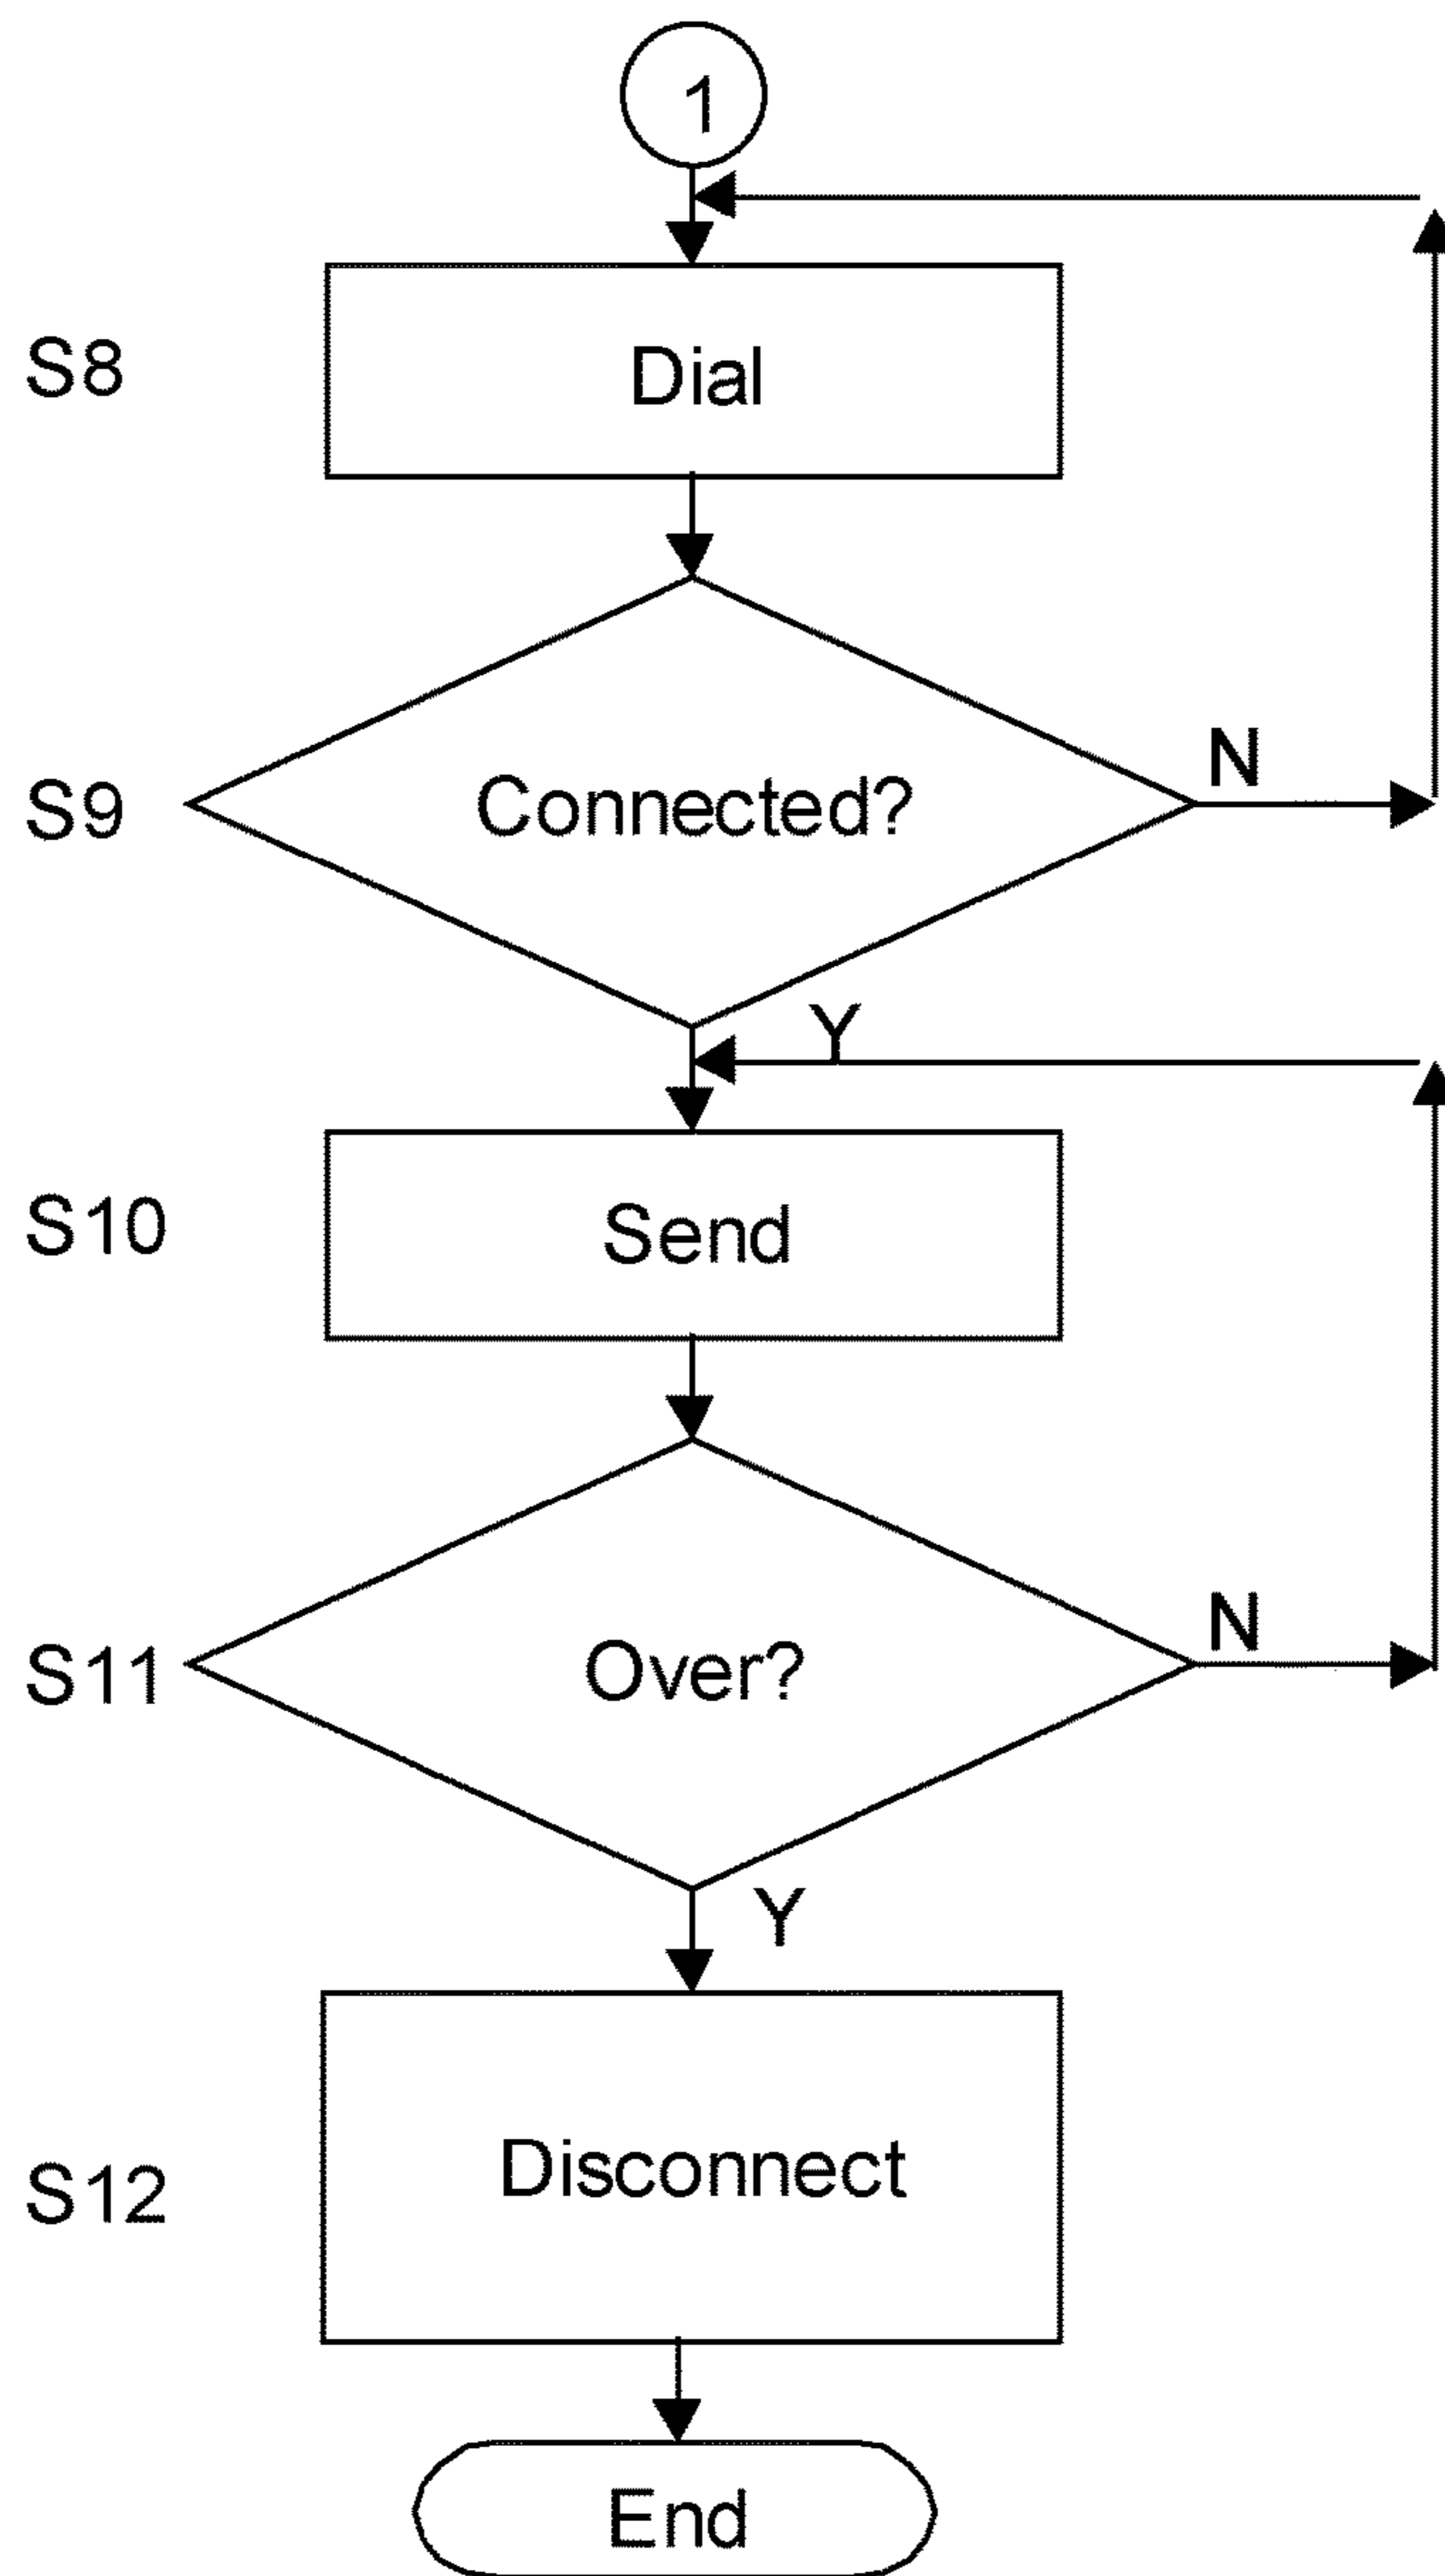 1
S8
Dial
S9
Connected?
N
Y
S10
Send
S11
Over?
N
Y
S12
Disconnect
End